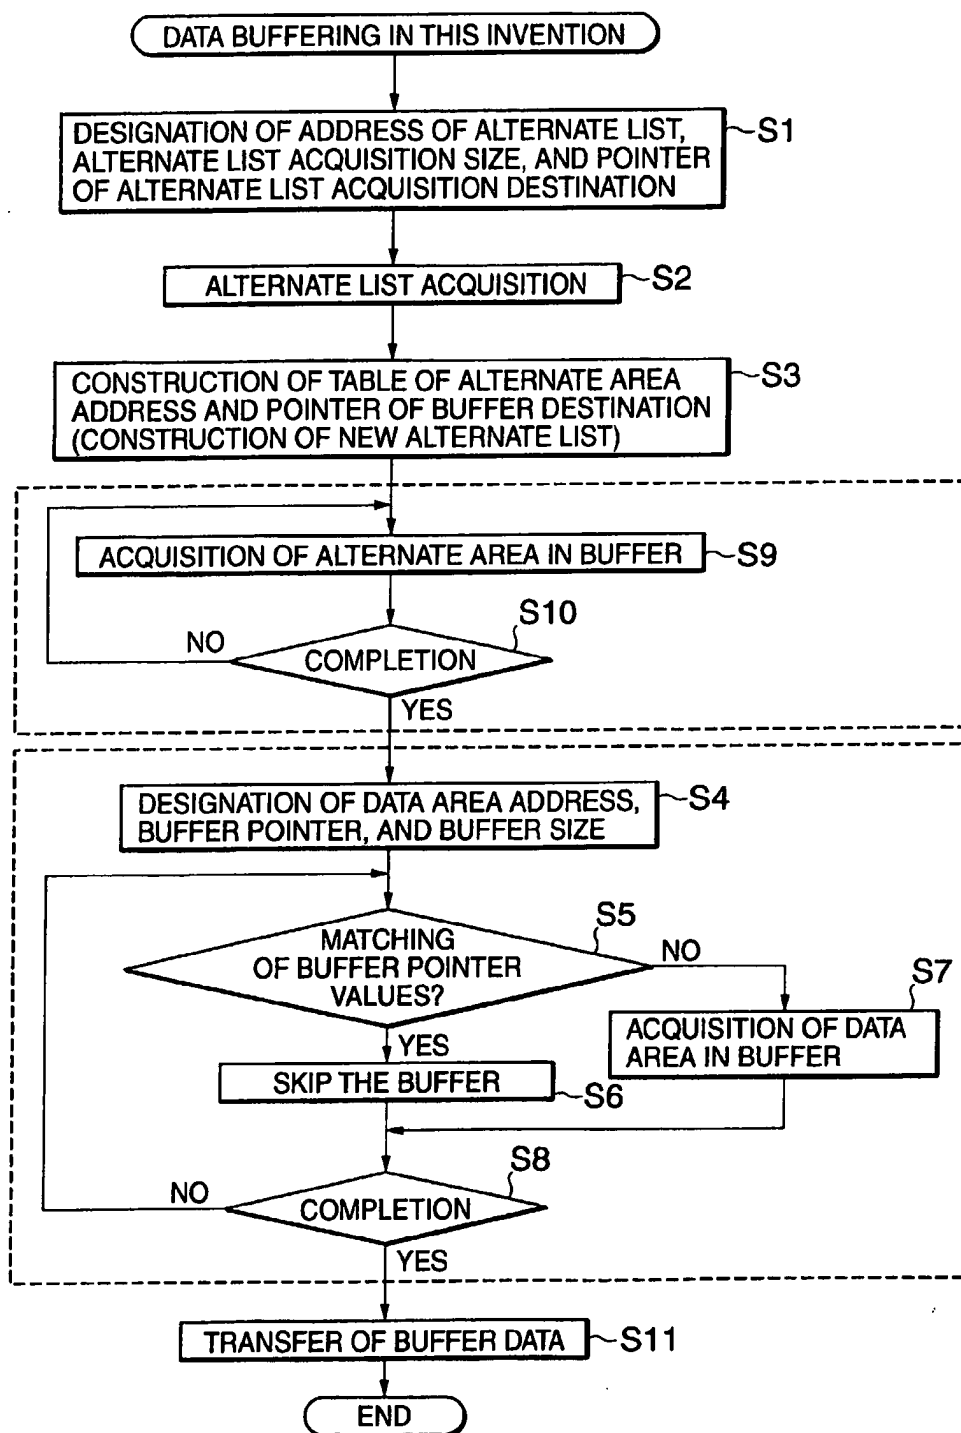 DATA BUFFERING IN THIS INVENTION
DESIGNATION OF ADDRESS OF ALTERNATE LIST,
ALTERNATE LIST ACQUISITION SIZE, AND POINTER
OF ALTERNATE LIST ACQUISITION DESTINATION
S1
ALTERNATE LIST ACQUISITION
S2
CONSTRUCTION OF TABLE OF ALTERNATE AREA
ADDRESS AND POINTER OF BUFFER DESTINATION
(CONSTRUCTION OF NEW ALTERNATE LIST)
S3
ACQUISITION OF ALTERNATE AREA IN BUFFER
S9
S10
COMPLETION
NO
YES
DESIGNATION OF DATA AREA ADDRESS,
BUFFER POINTER, AND BUFFER SIZE
S4
MATCHING
OF BUFFER POINTER
VALUES?
S5
NO
YES
S7
ACQUISITION OF DATA
AREA IN BUFFER
SKIP THE BUFFER
S6
S8
COMPLETION
NO
YES
TRANSFER OF BUFFER DATA
S11
END